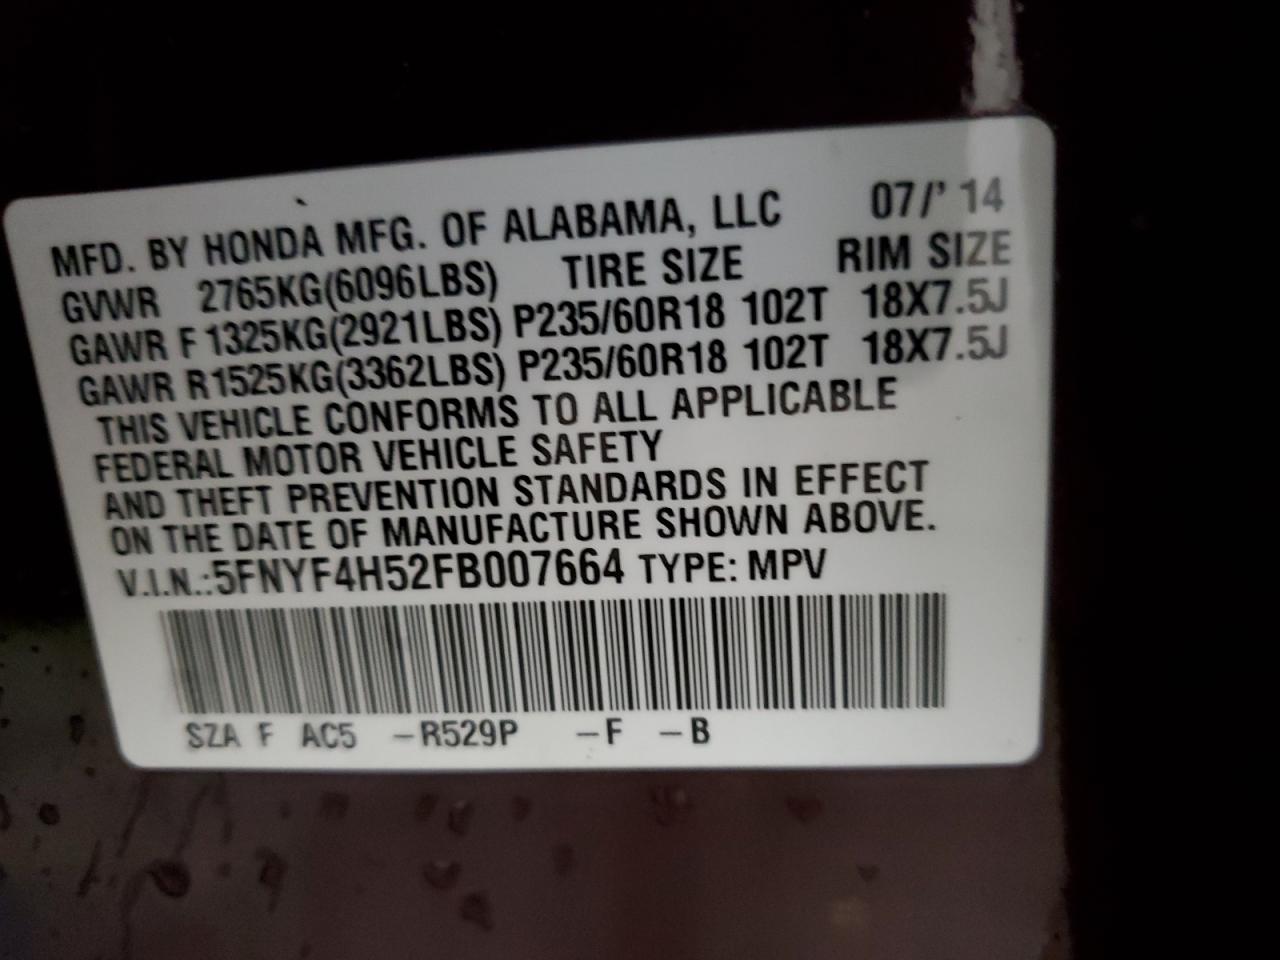 MFD. BY HONDA MFG. OF ALABAMA, LLC 07/' 14
GVWR 2765KG(6096LBS) TIRE SIZE RIM SIZE
GAWR F 1325KG(2921LBS) P235/60R18 102T 18X7.5J
GAWR R1525KG(3362LBS) P235/60R18 102T 18X7.5J
THIS VEHICLE CONFORMS TO ALL APPLICABLE
FEDERAL MOTOR VEHICLE SAFETY
AND THEFT PREVENTION STANDARDS IN EFFECT
ON THE DATE OF MANUFACTURE SHOWN ABOVE.
V.I.N.:5FNYF4H52FB007664 TYPE: MPV
SZA F AC5 –R529P –F –B